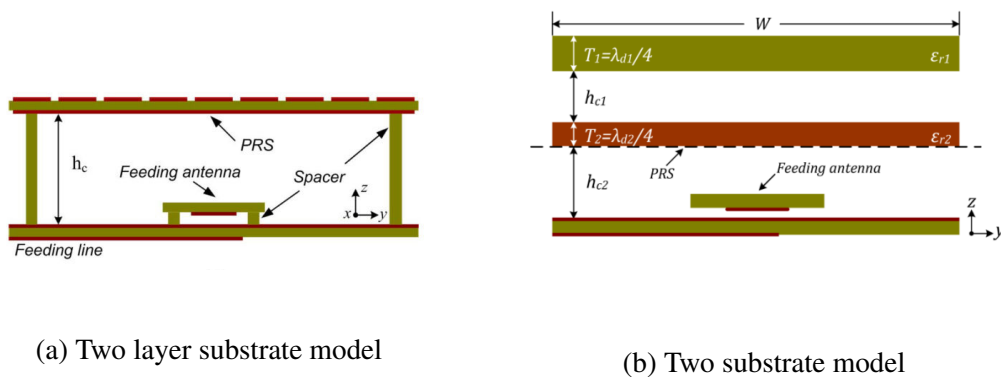 PRS
h_c
Feeding antenna
Spacer
z
x
y
Feeding line
(a) Two layer substrate model
W
T_1=λ_d1/4
ε_r1
h_c1
T_2=λ_d2/4
ε_r2
PRS
h_c2
Feeding antenna
z
y
(b) Two substrate model